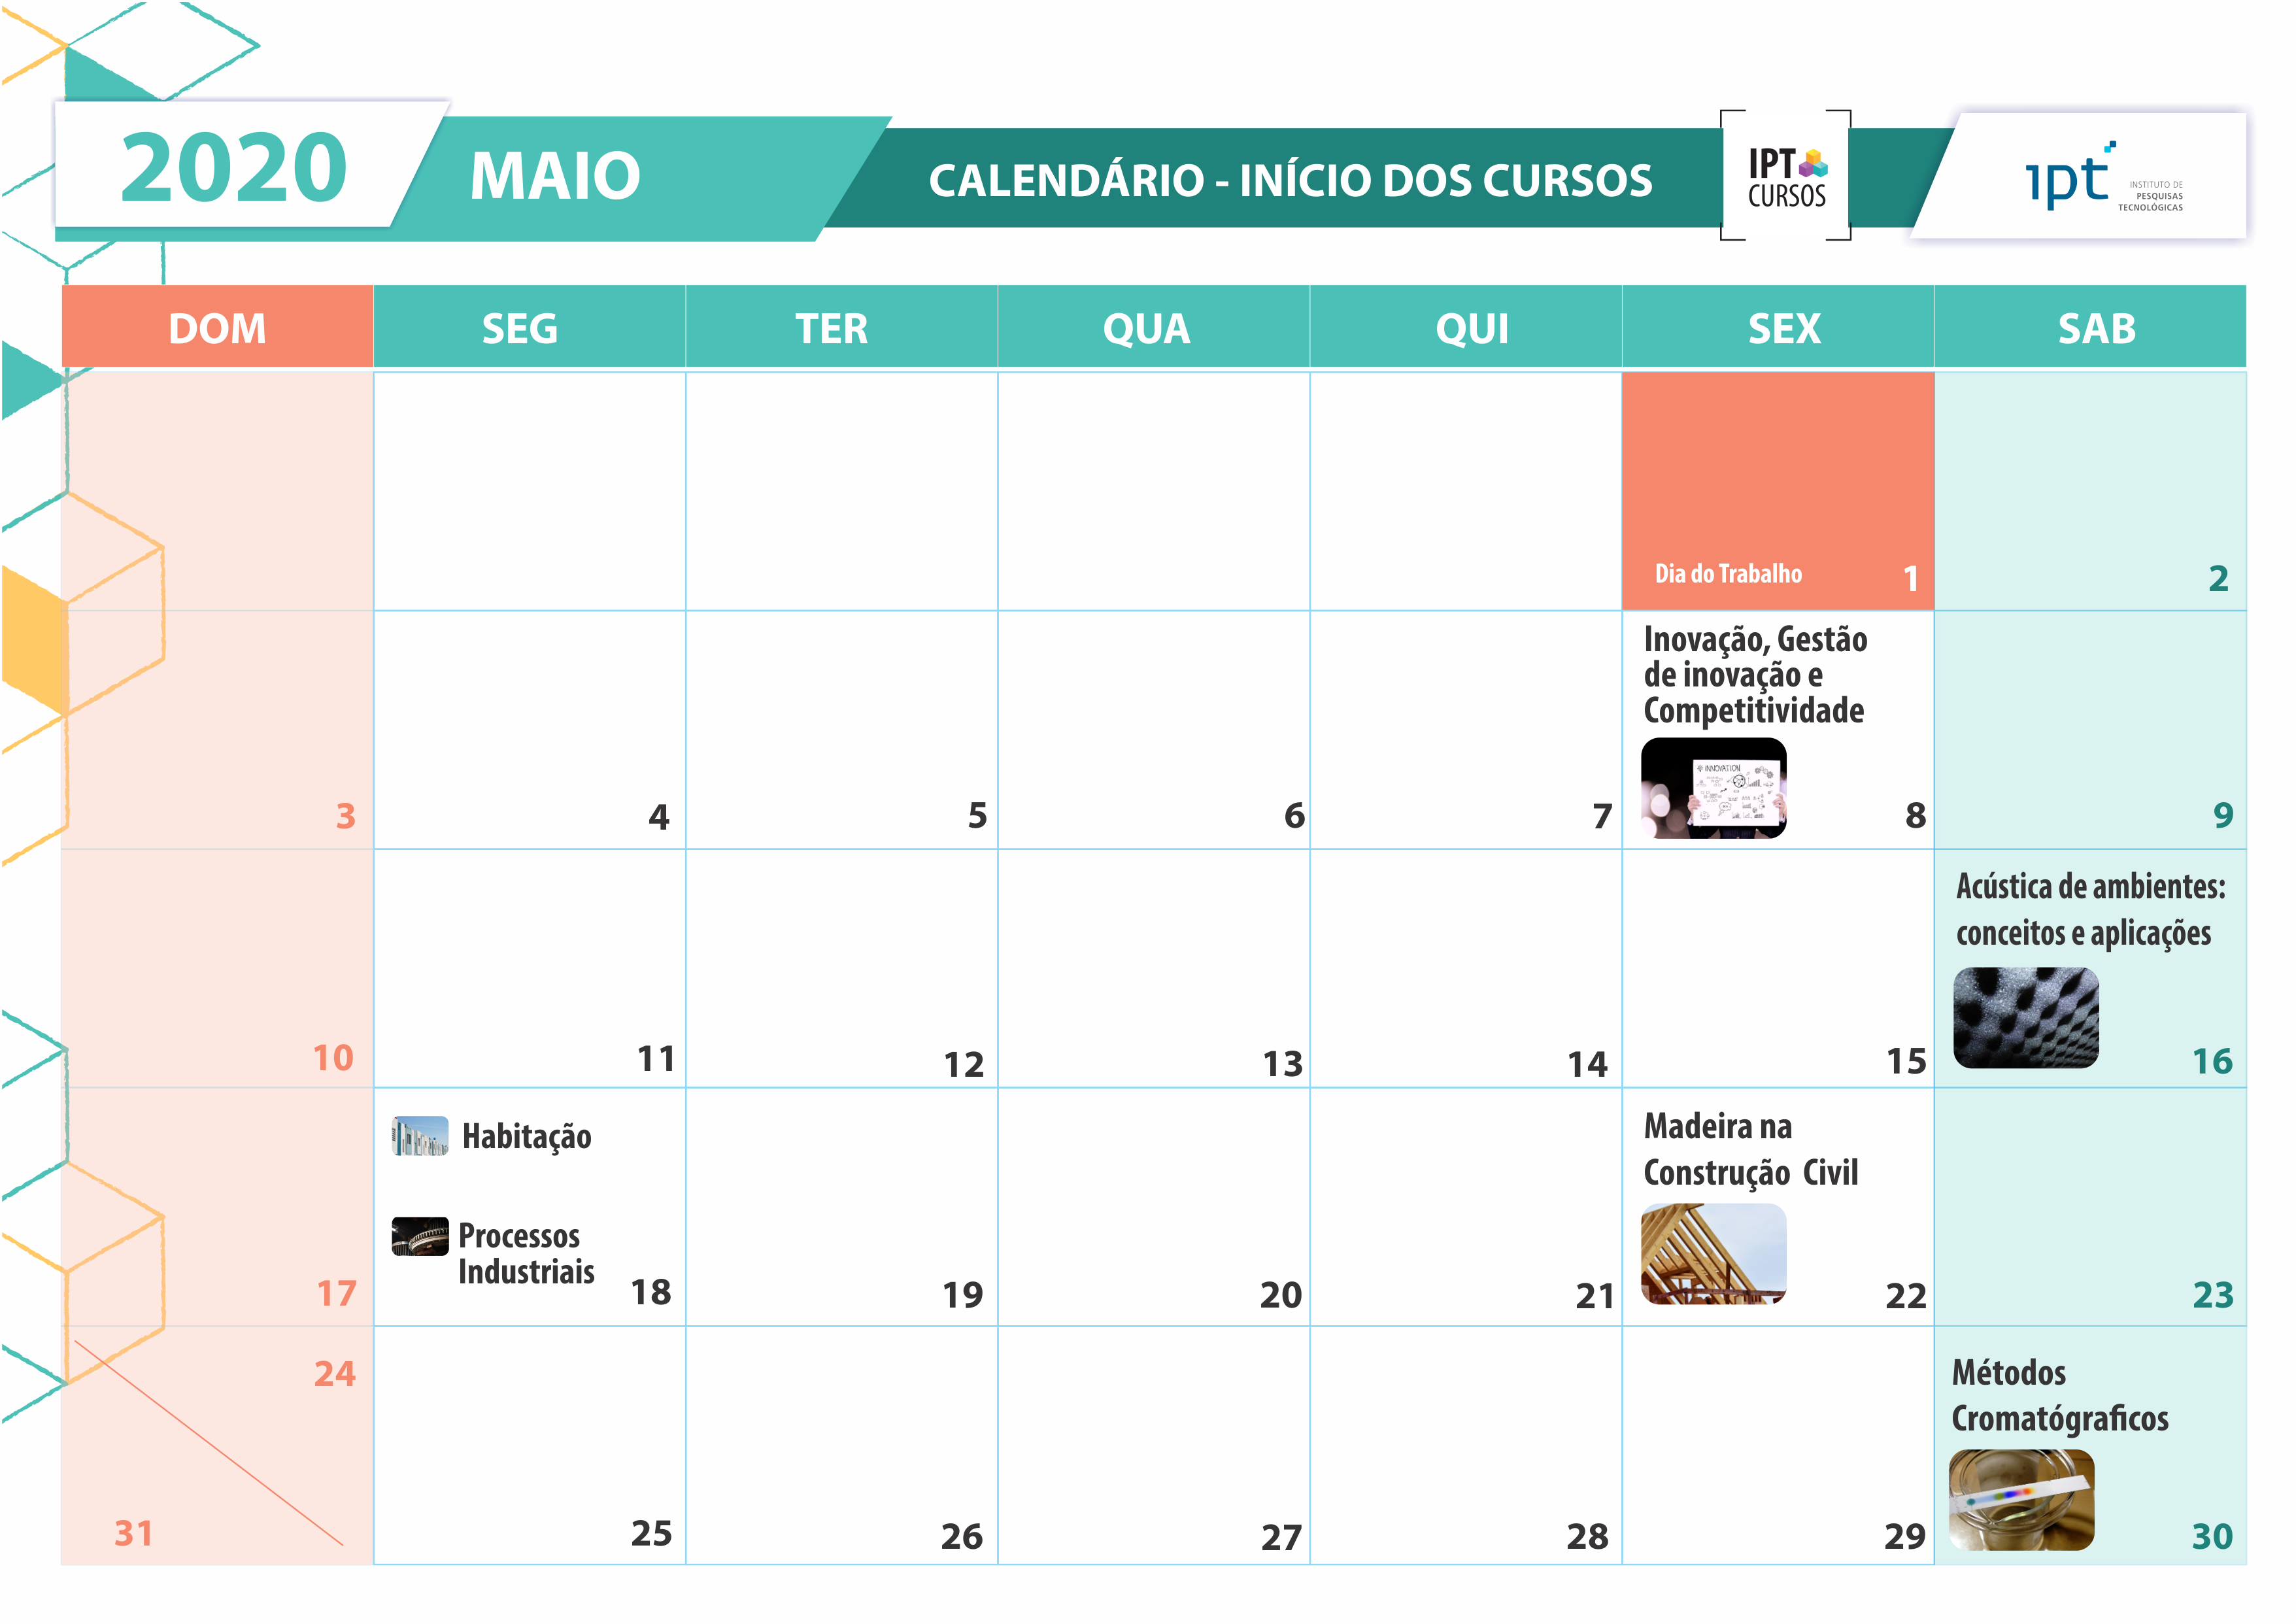 2020
MAIO
CALENDÁRIO - INÍCIO DOS CURSOS
IPT
CURSOS
ipt
INSTITUTO DE
PESQUISAS
TECNOLÓGICAS
DOM SEG TER QUA QUI SEX SAB
Dia do Trabalho 1 2
Inovação, Gestão
de inovação e
Competitividade
INNOVATION
3 4 5 6 7 8 9
Acústica de ambientes:
conceitos e aplicações
10 11 12 13 14 15 16
Habitação
Processos
Industriais
Madeira na
Construção Civil
17 18 19 20 21 22 23
24
Métodos
Cromatógraficos
31 25 26 27 28 29 30